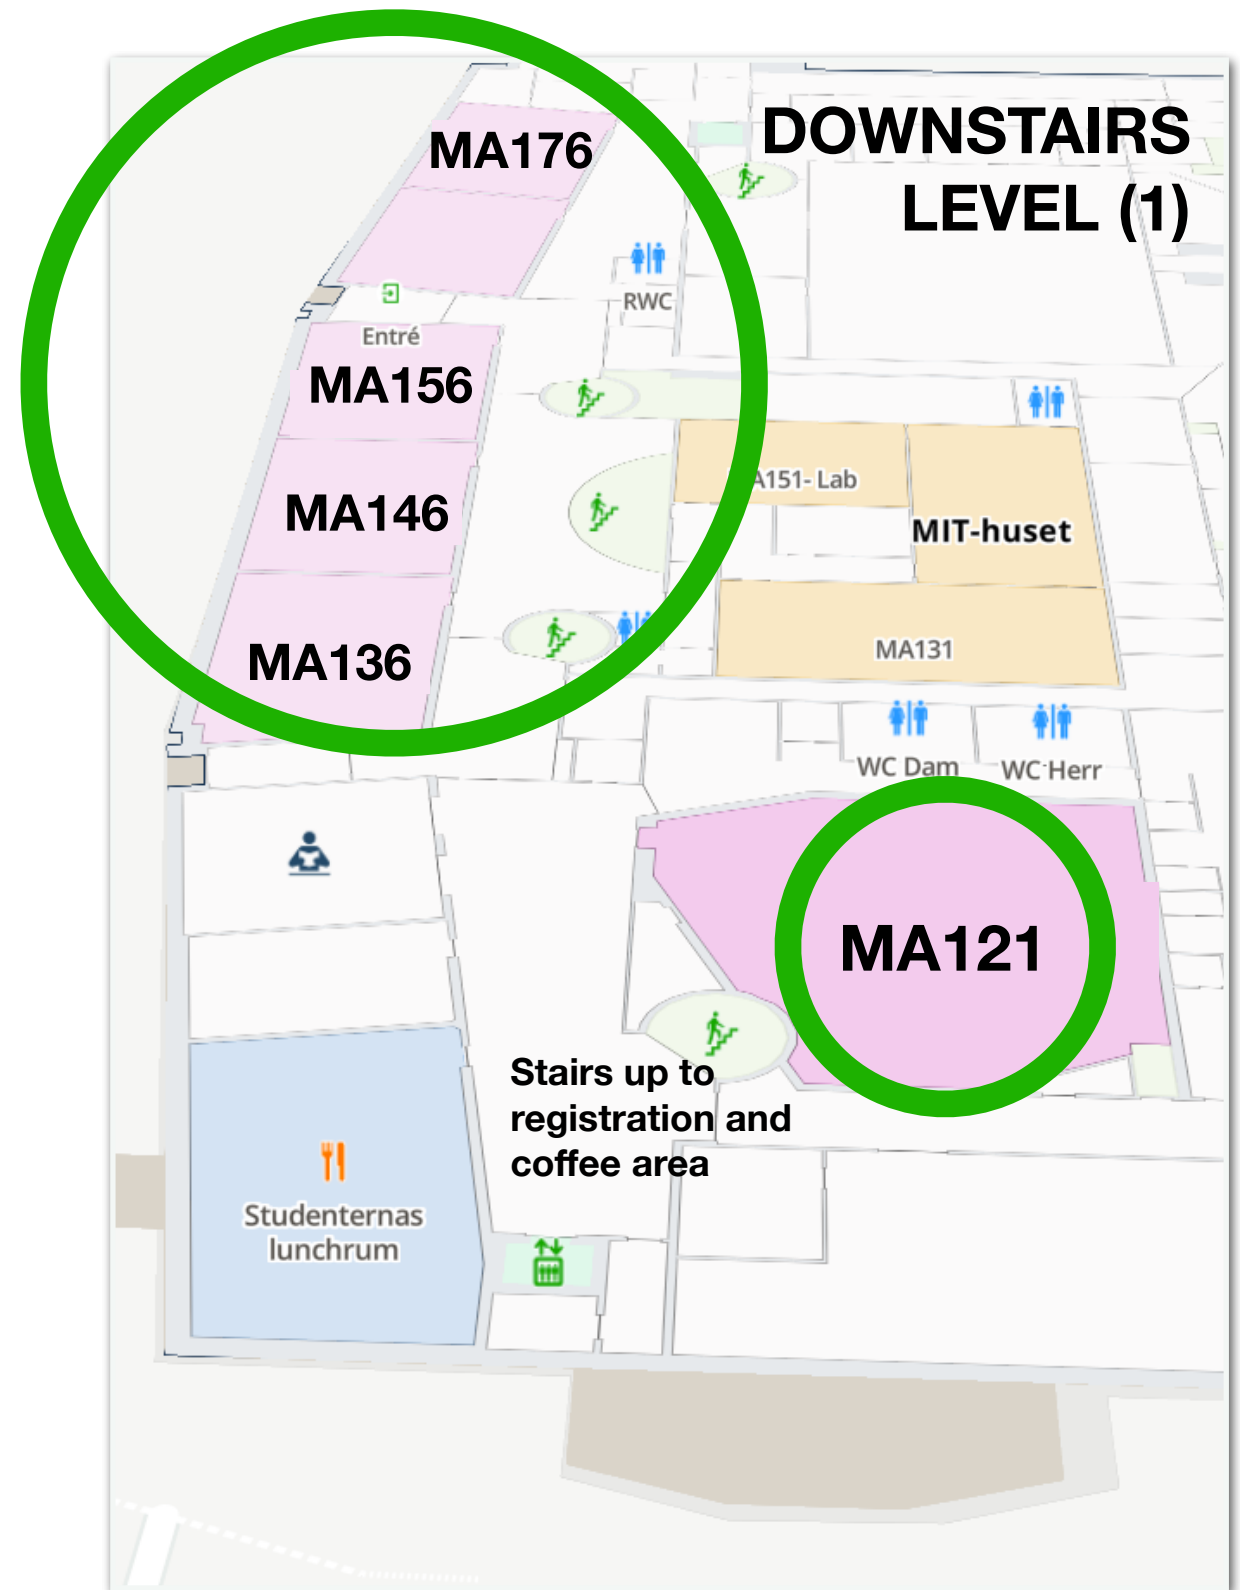 DOWNSTAIRS
LEVEL (1)
MA176
RWC
Entré
MA156
A151- Lab
MA146
MIT-huset
MA131
MA136
WC Dam
WC Herr
MA121
Stairs up to
registration and
coffee area
Studenternas
lunchrum